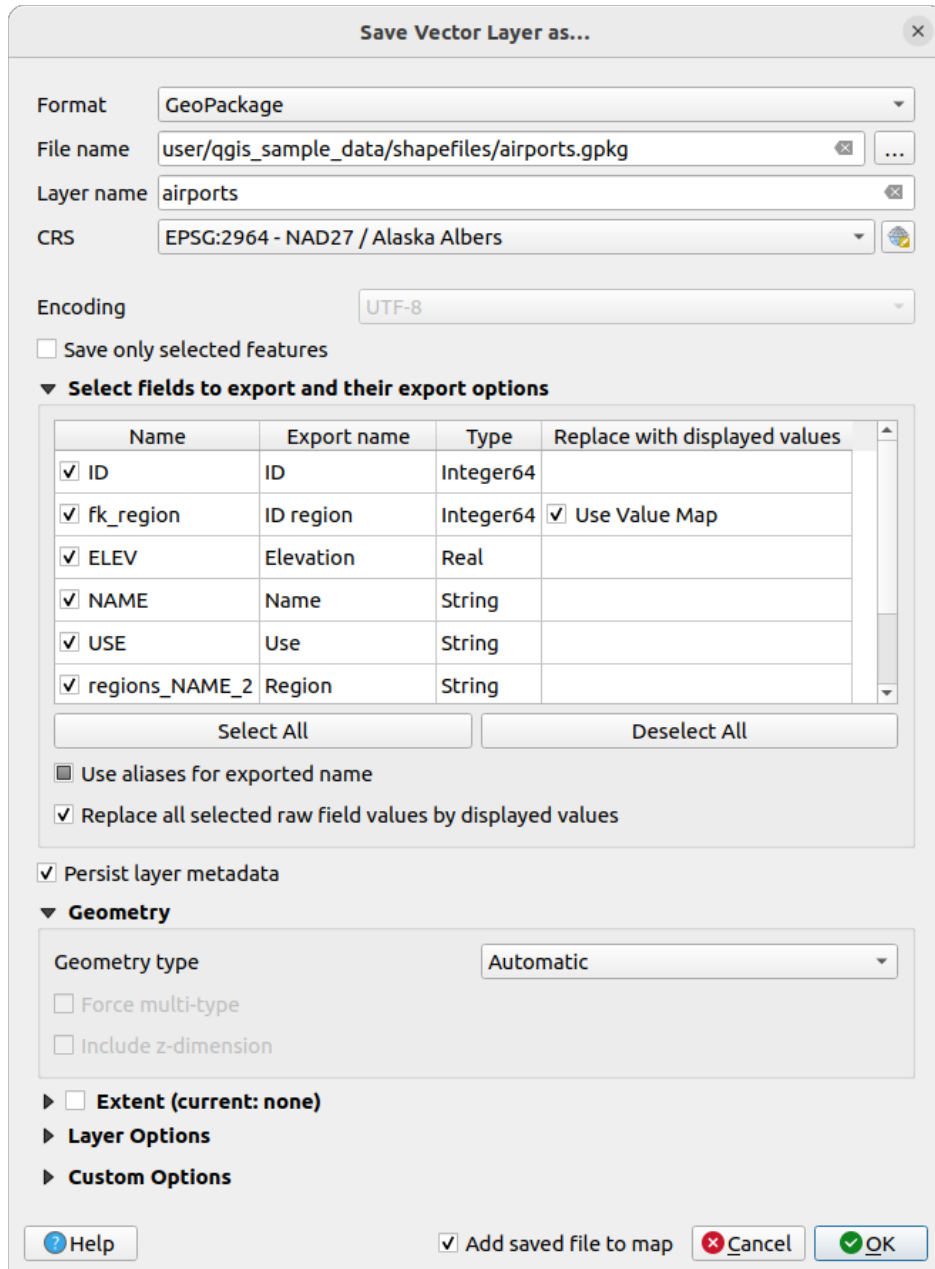 Save Vector Layer as…
Format GeoPackage
File name user/qgis_sample_data/shapefiles/airports.gpkg …
Layer name airports
CRS EPSG:2964 - NAD27 / Alaska Albers
Encoding UTF-8
Save only selected features
Select fields to export and their export options
Name Export name Type Replace with displayed values
ID ID Integer64
fk_region ID region Integer64 Use Value Map
ELEV Elevation Real
NAME Name String
USE Use String
regions_NAME_2 Region String
Select All Deselect All
Use aliases for exported name
Replace all selected raw field values by displayed values
Persist layer metadata
Geometry
Geometry type Automatic
Force multi-type
Include z-dimension
Extent (current: none)
Layer Options
Custom Options
Help Add saved file to map Cancel OK